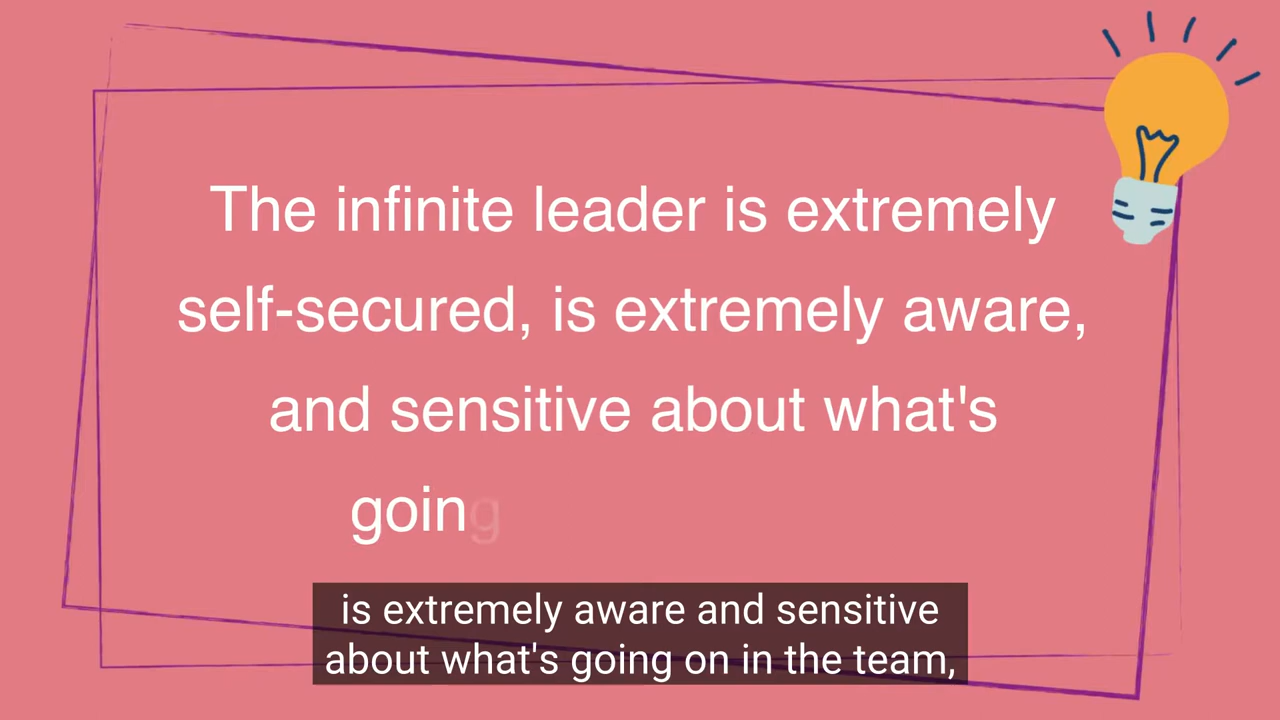 The infinite leader is extremely
self-secured, is extremely aware,
and sensitive about what's
going
is extremely aware and sensitive
about what's going on in the team,